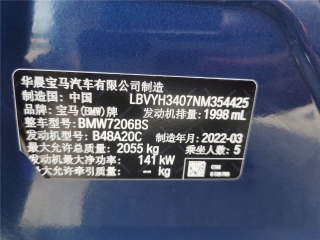 华晨宝马汽车有限公司制造
制造国：中国 LBVYH3407NM354425
品牌：宝马(BMW)牌 发动机排量：1998 mL
整车型号：BMW7206BS
发动机型号：B48A20C 制造年月：2022-03
最大允许总质量 2055 kg 乘坐人数：5
发动机最大净功率： 141 kW
最大允许牵引质量： -- kg